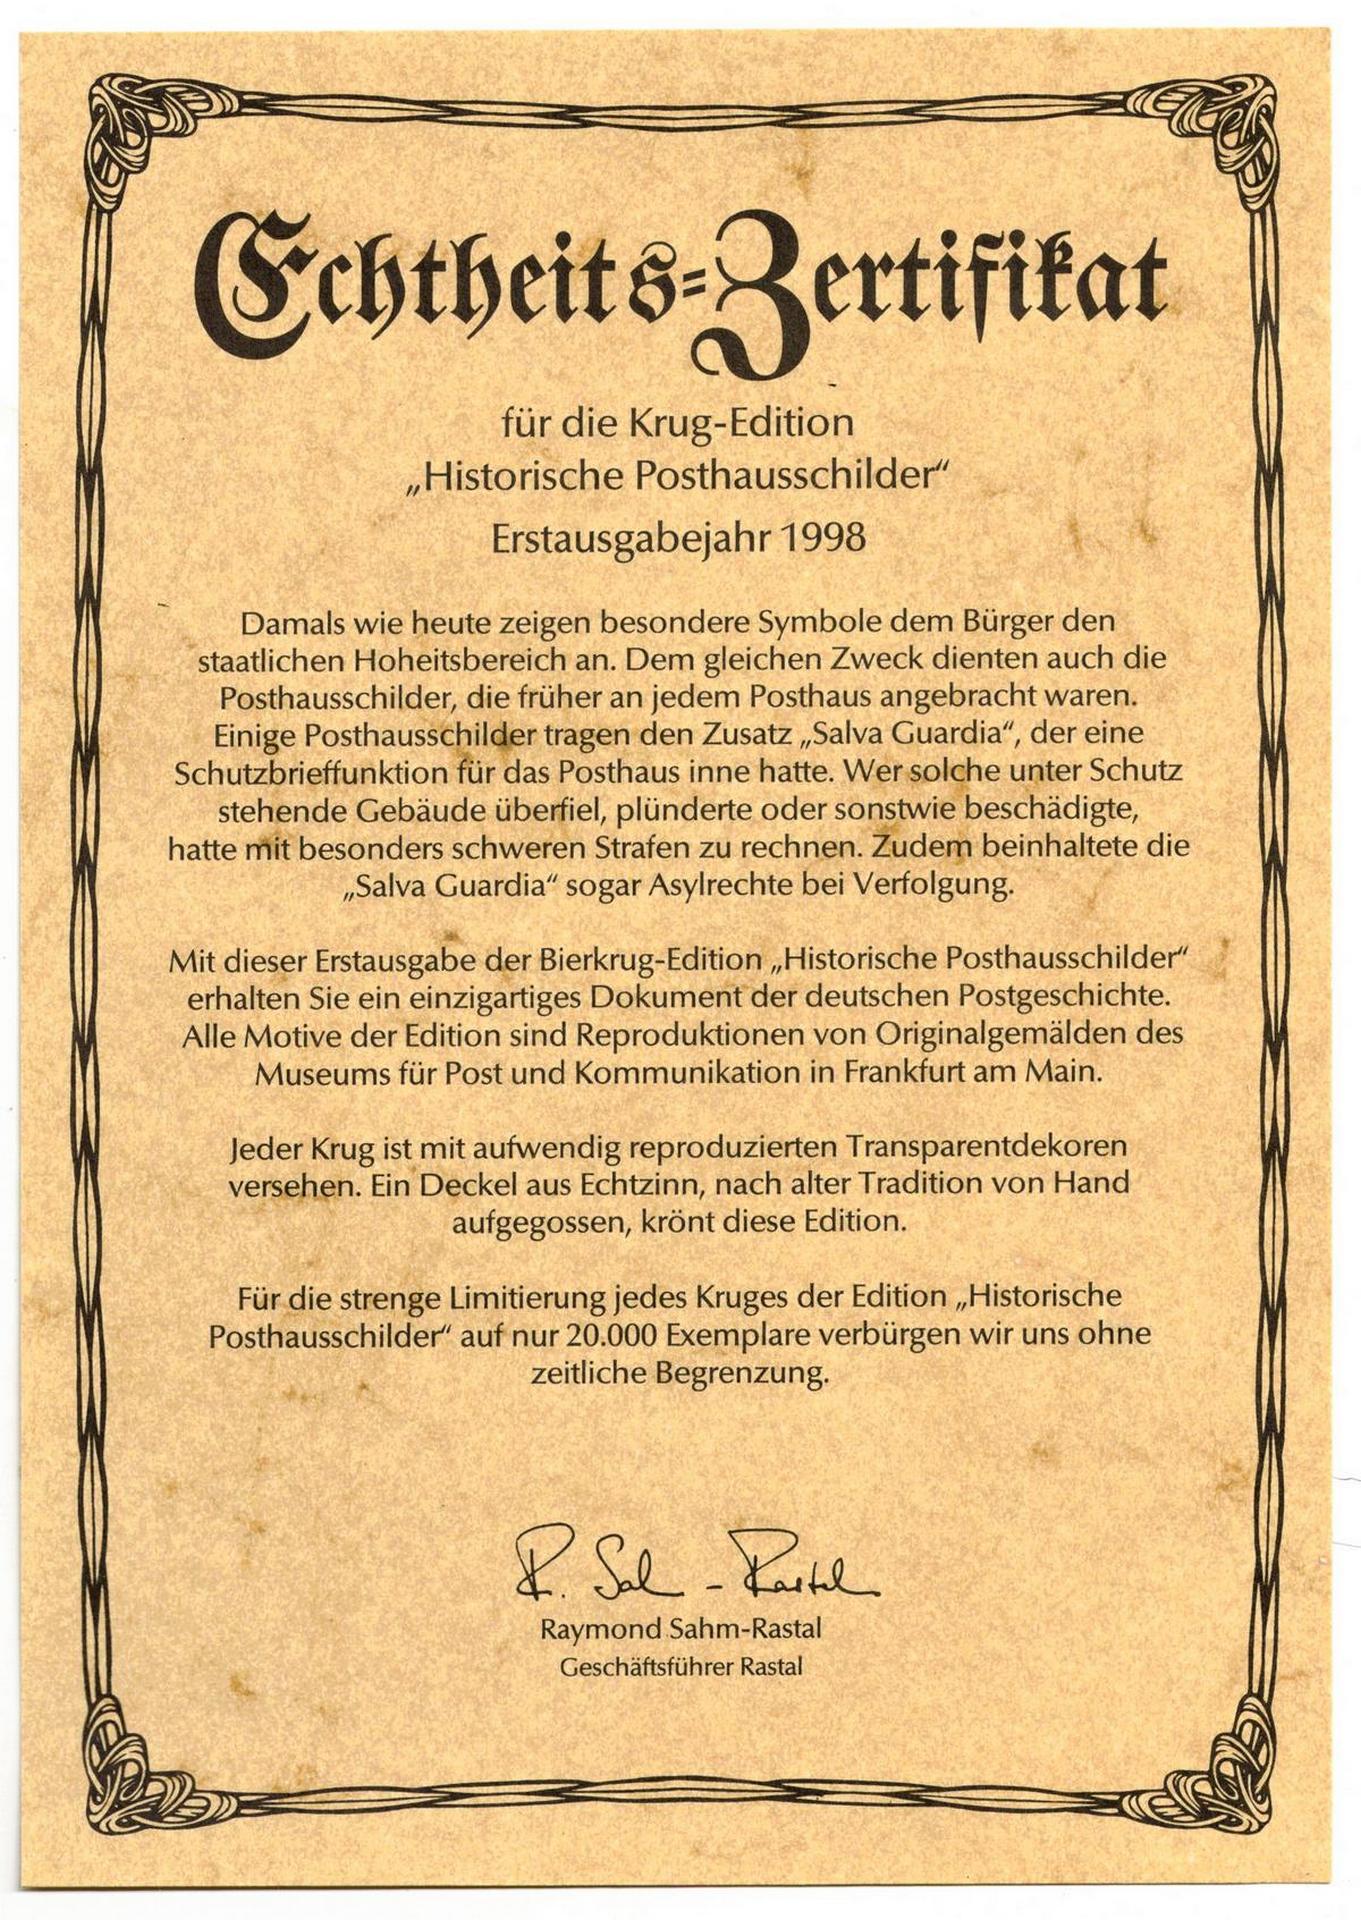 Echtheits-Zertifikat
für die Krug-Edition
„Historische Posthausschilder“
Erstausgabejahr 1998
Damals wie heute zeigen besondere Symbole dem Bürger den
staatlichen Hoheitsbereich an. Dem gleichen Zweck dienten auch die
Posthausschilder, die früher an jedem Posthaus angebracht waren.
Einige Posthausschilder tragen den Zusatz „Salva Guardia“, der eine
Schutzbrieffunktion für das Posthaus inne hatte. Wer solche unter Schutz
stehende Gebäude überfiel, plünderte oder sonstwie beschädigte,
hatte mit besonders schweren Strafen zu rechnen. Zudem beinhaltete die
„Salva Guardia“ sogar Asylrechte bei Verfolgung.
Mit dieser Erstausgabe der Bierkrug-Edition „Historische Posthausschilder“
erhalten Sie ein einzigartiges Dokument der deutschen Postgeschichte.
Alle Motive der Edition sind Reproduktionen von Originalgemälden des
Museums für Post und Kommunikation in Frankfurt am Main.
Jeder Krug ist mit aufwendig reproduzierten Transparentdekoren
versehen. Ein Deckel aus Echtzinn, nach alter Tradition von Hand
aufgegossen, krönt diese Edition.
Für die strenge Limitierung jedes Kruges der Edition „Historische
Posthausschilder“ auf nur 20.000 Exemplare verbürgen wir uns ohne
zeitliche Begrenzung.
R. Sah - Rastal
Raymond Sahm-Rastal
Geschäftsführer Rastal